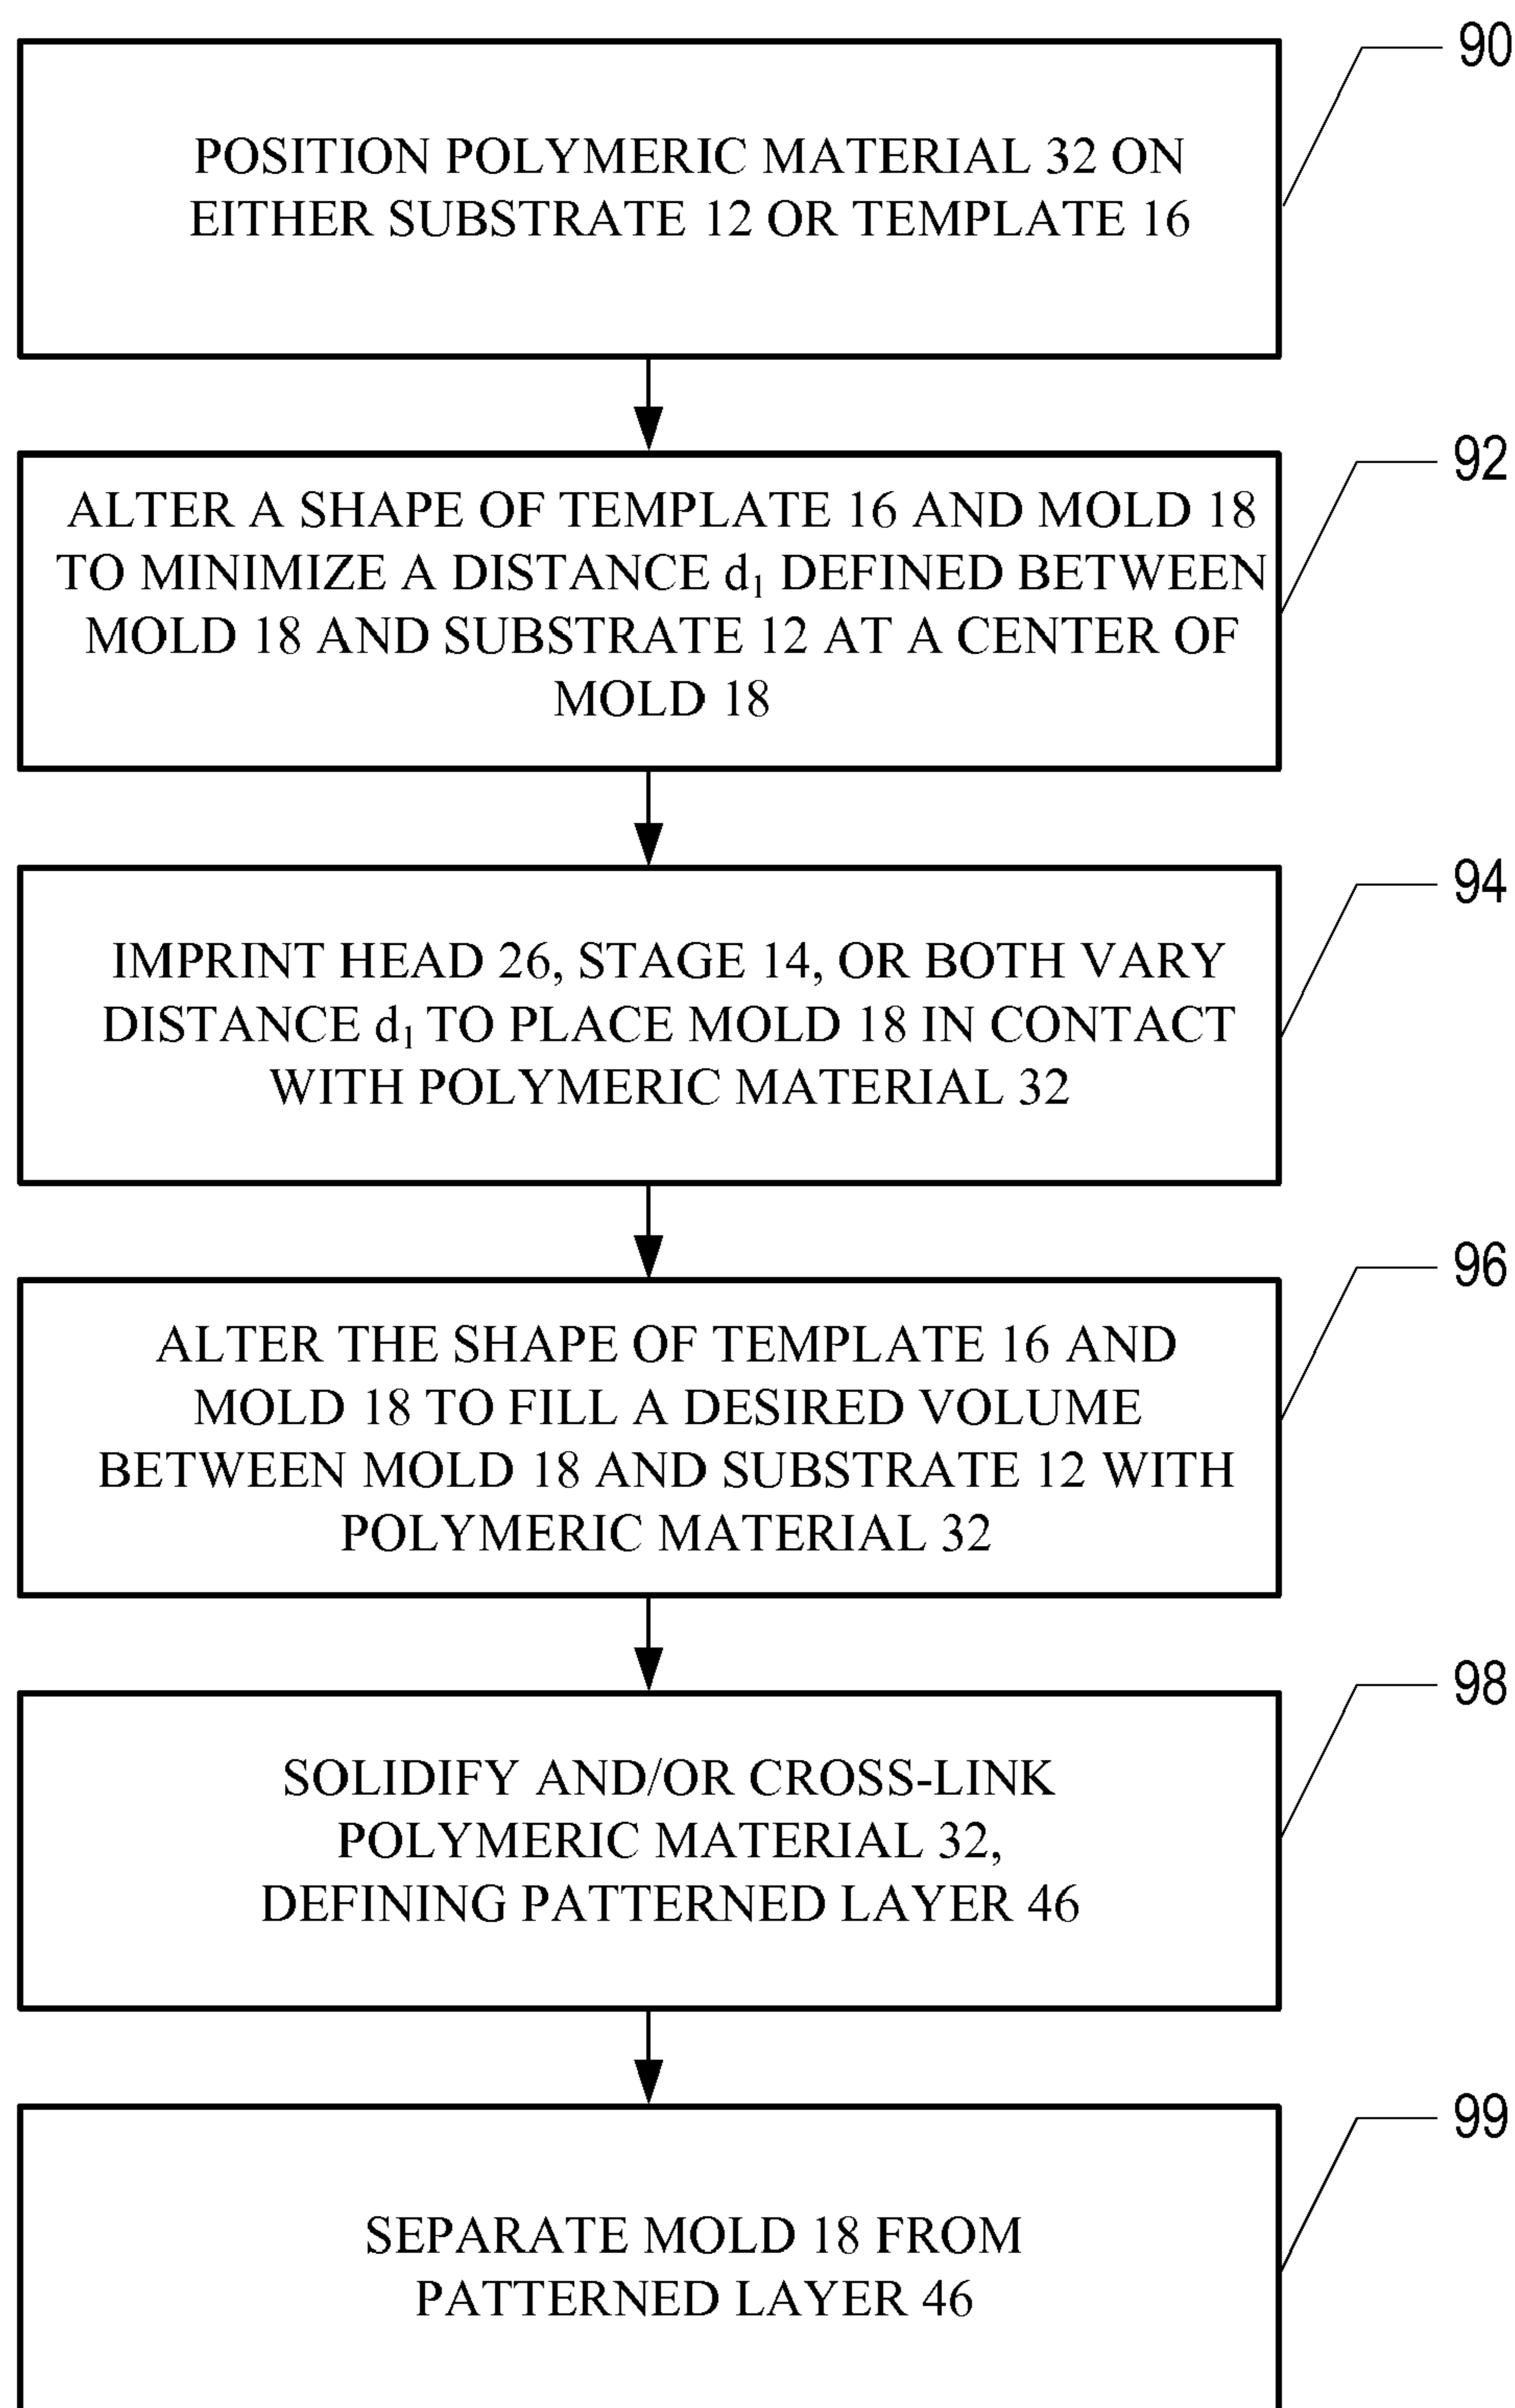 90
POSITION POLYMERIC MATERIAL 32 ON
EITHER SUBSTRATE 12 OR TEMPLATE 16
92
ALTER A SHAPE OF TEMPLATE 16 AND MOLD 18
TO MINIMIZE A DISTANCE d₁ DEFINED BETWEEN
MOLD 18 AND SUBSTRATE 12 AT A CENTER OF
MOLD 18
94
IMPRINT HEAD 26, STAGE 14, OR BOTH VARY
DISTANCE d₁ TO PLACE MOLD 18 IN CONTACT
WITH POLYMERIC MATERIAL 32
96
ALTER THE SHAPE OF TEMPLATE 16 AND
MOLD 18 TO FILL A DESIRED VOLUME
BETWEEN MOLD 18 AND SUBSTRATE 12 WITH
POLYMERIC MATERIAL 32
98
SOLIDIFY AND/OR CROSS-LINK
POLYMERIC MATERIAL 32,
DEFINING PATTERNED LAYER 46
99
SEPARATE MOLD 18 FROM
PATTERNED LAYER 46